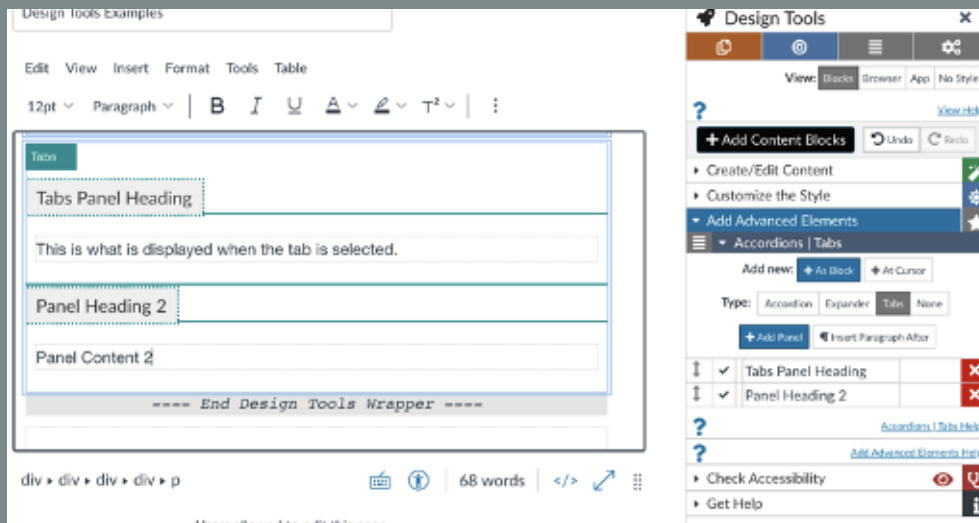 Design Tools Examples
Edit View Insert Format Tools Table
12pt Paragraph B I U A T²
Tabs
Tabs Panel Heading
This is what is displayed when the tab is selected.
Panel Heading 2
Panel Content 2
---- End Design Tools Wrapper ----
div div div div p
68 words </>
Design Tools
View: Blocks Browser App No Style
? View Hel
+ Add Content Blocks Undo Redo
Create/Edit Content
Customize the Style
Add Advanced Elements
Accordions | Tabs
Add new: + As Block + At Cursor
Type: Accordion Expander Tabs None
+ Add Panel ¶ Insert Paragraph After
Tabs Panel Heading
Panel Heading 2
? Accordions | Tabs Help
? Add Advanced Elements Help
Check Accessibility
Get Help